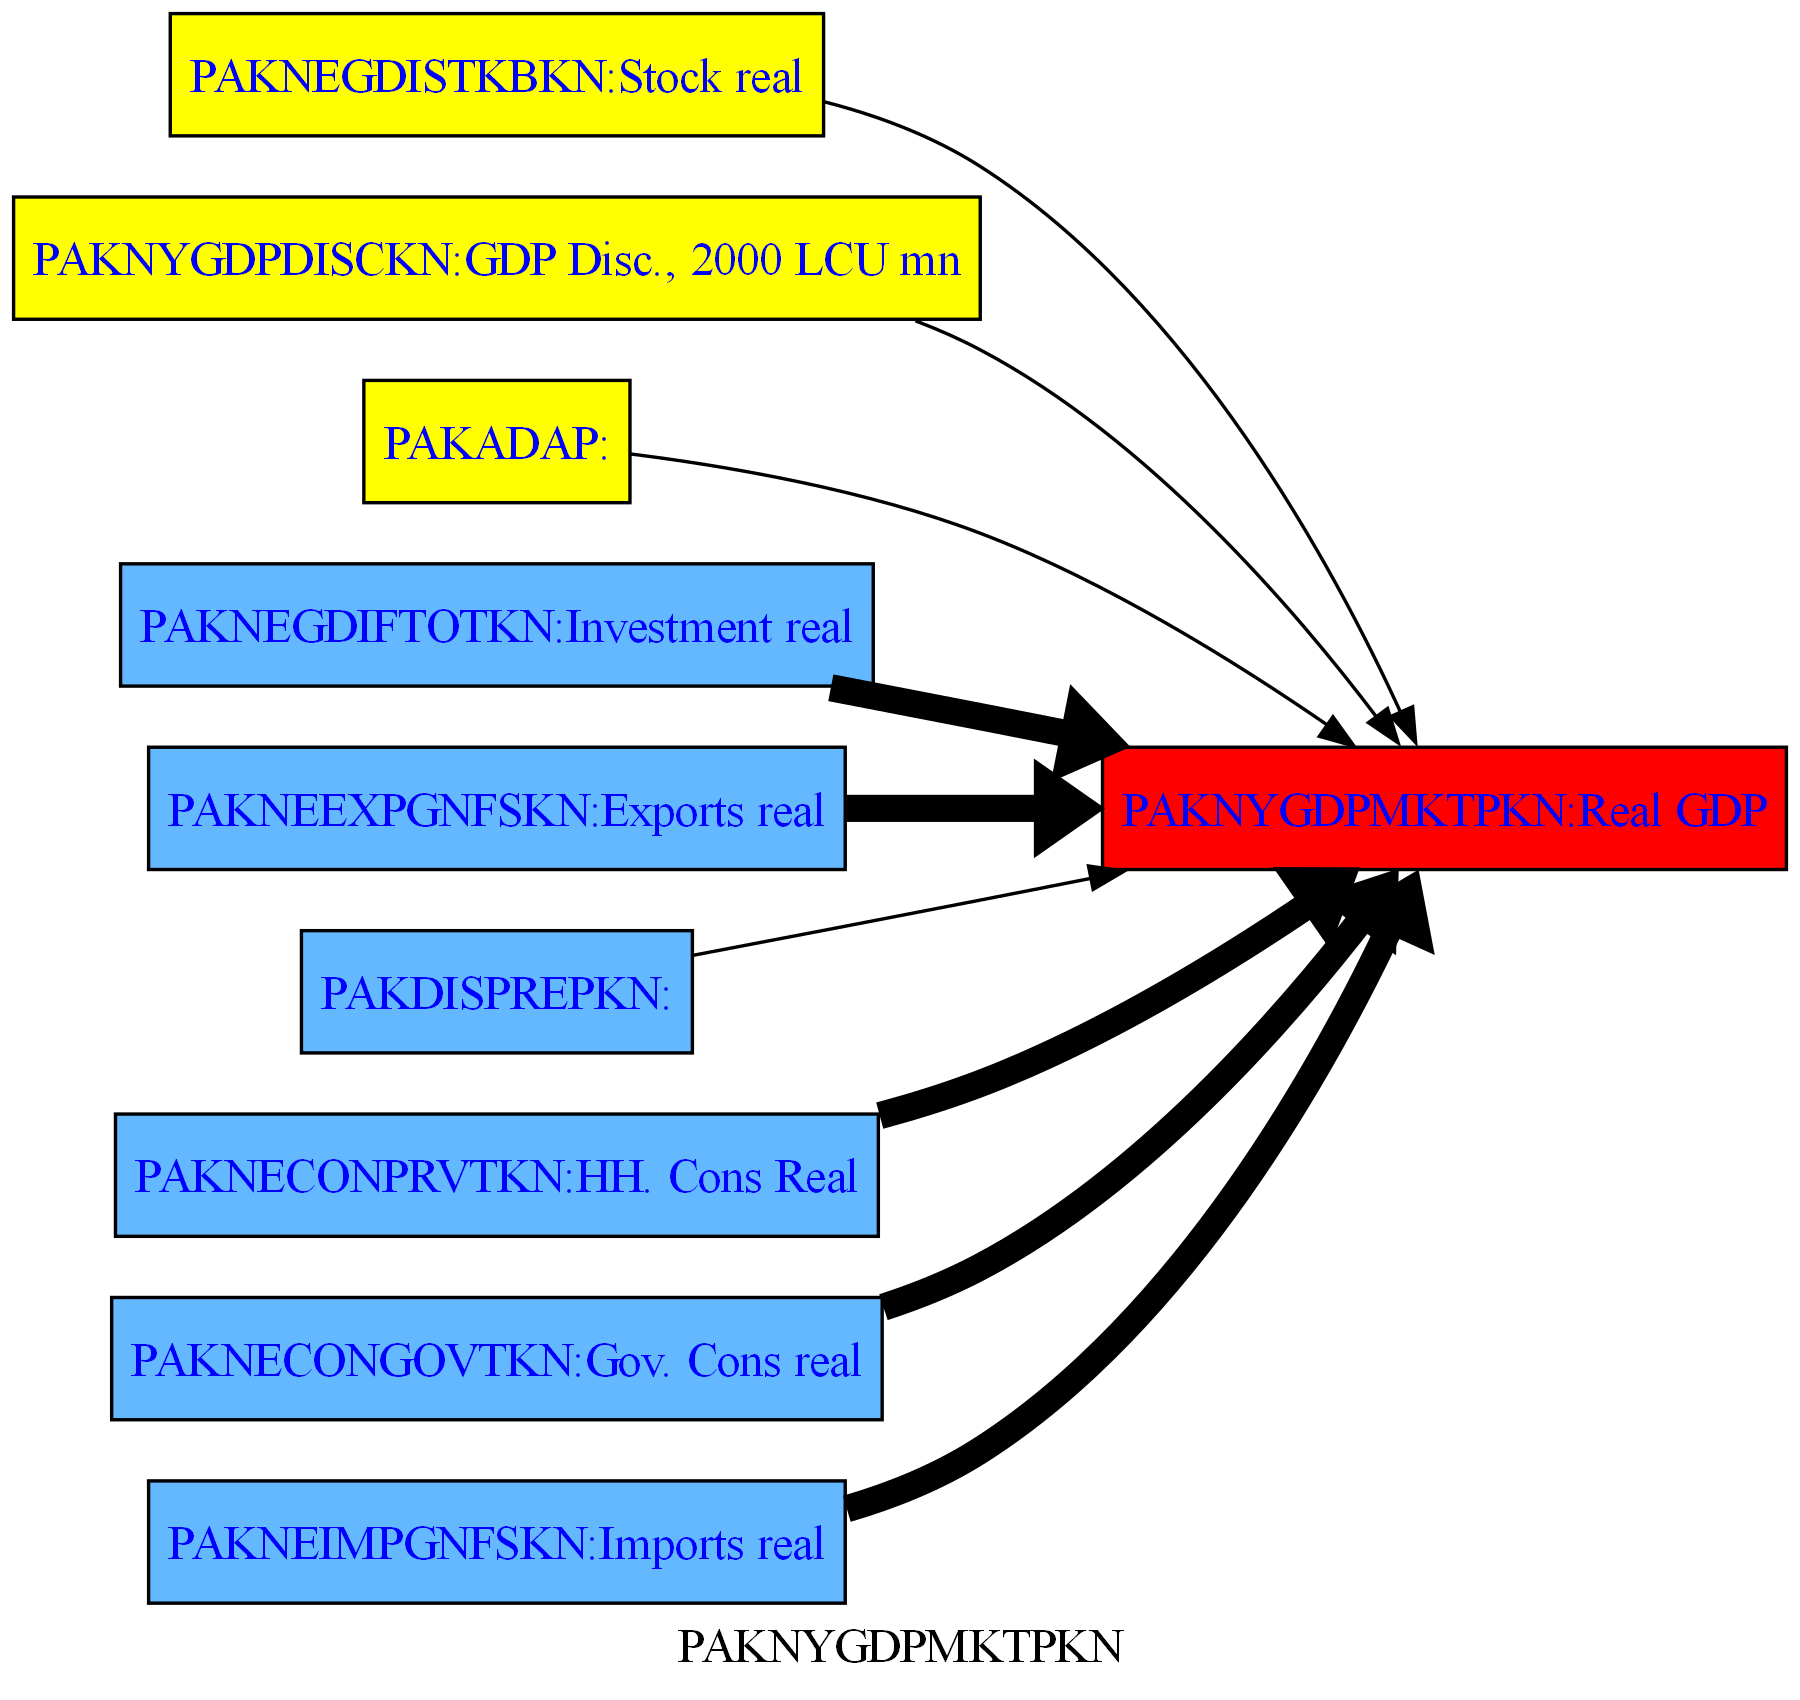 PAKNEGDISTKBKN:Stock real
PAKNYGDPDISCKN:GDP Disc., 2000 LCU mn
PAKADAP:
PAKNEGDIFTOTKN:Investment real
PAKNEEXPGNFSKN:Exports real
PAKNYGDPMKTPKN:Real GDP
PAKDISPREPKN:
PAKNECONPRVTKN:HH. Cons Real
PAKNECONGOVTKN:Gov. Cons real
PAKNEIMPGNFSKN:Imports real
PAKNYGDPMKTPKN